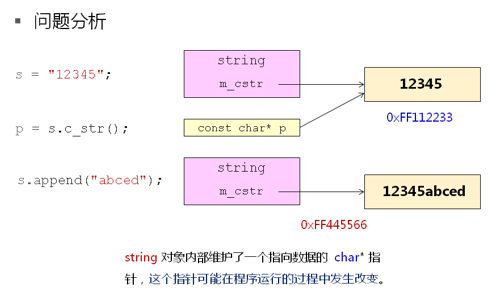 ▪ 问题分析
string
s = "12345";
m_cstr
12345
0xFF112233
p = s.c_str();
const char* p
string
s.append("abced");
m_cstr
12345abced
0xFF445566
string 对象内部维护了一个指向数据的 char* 指
针，这个指针可能在程序运行的过程中发生改变。